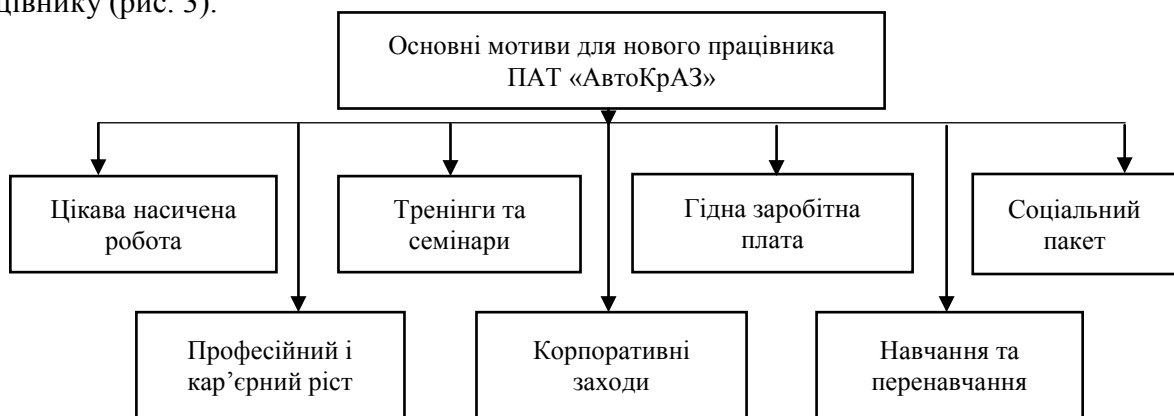 цівнику (рис. 3).
Основні мотиви для нового працівника
ПАТ «АвтоКрАЗ»
Цікава насичена
робота
Тренінги та
семінари
Гідна заробітна
плата
Соціальний
пакет
Професійний і
кар’єрний ріст
Корпоративні
заходи
Навчання та
перенавчання